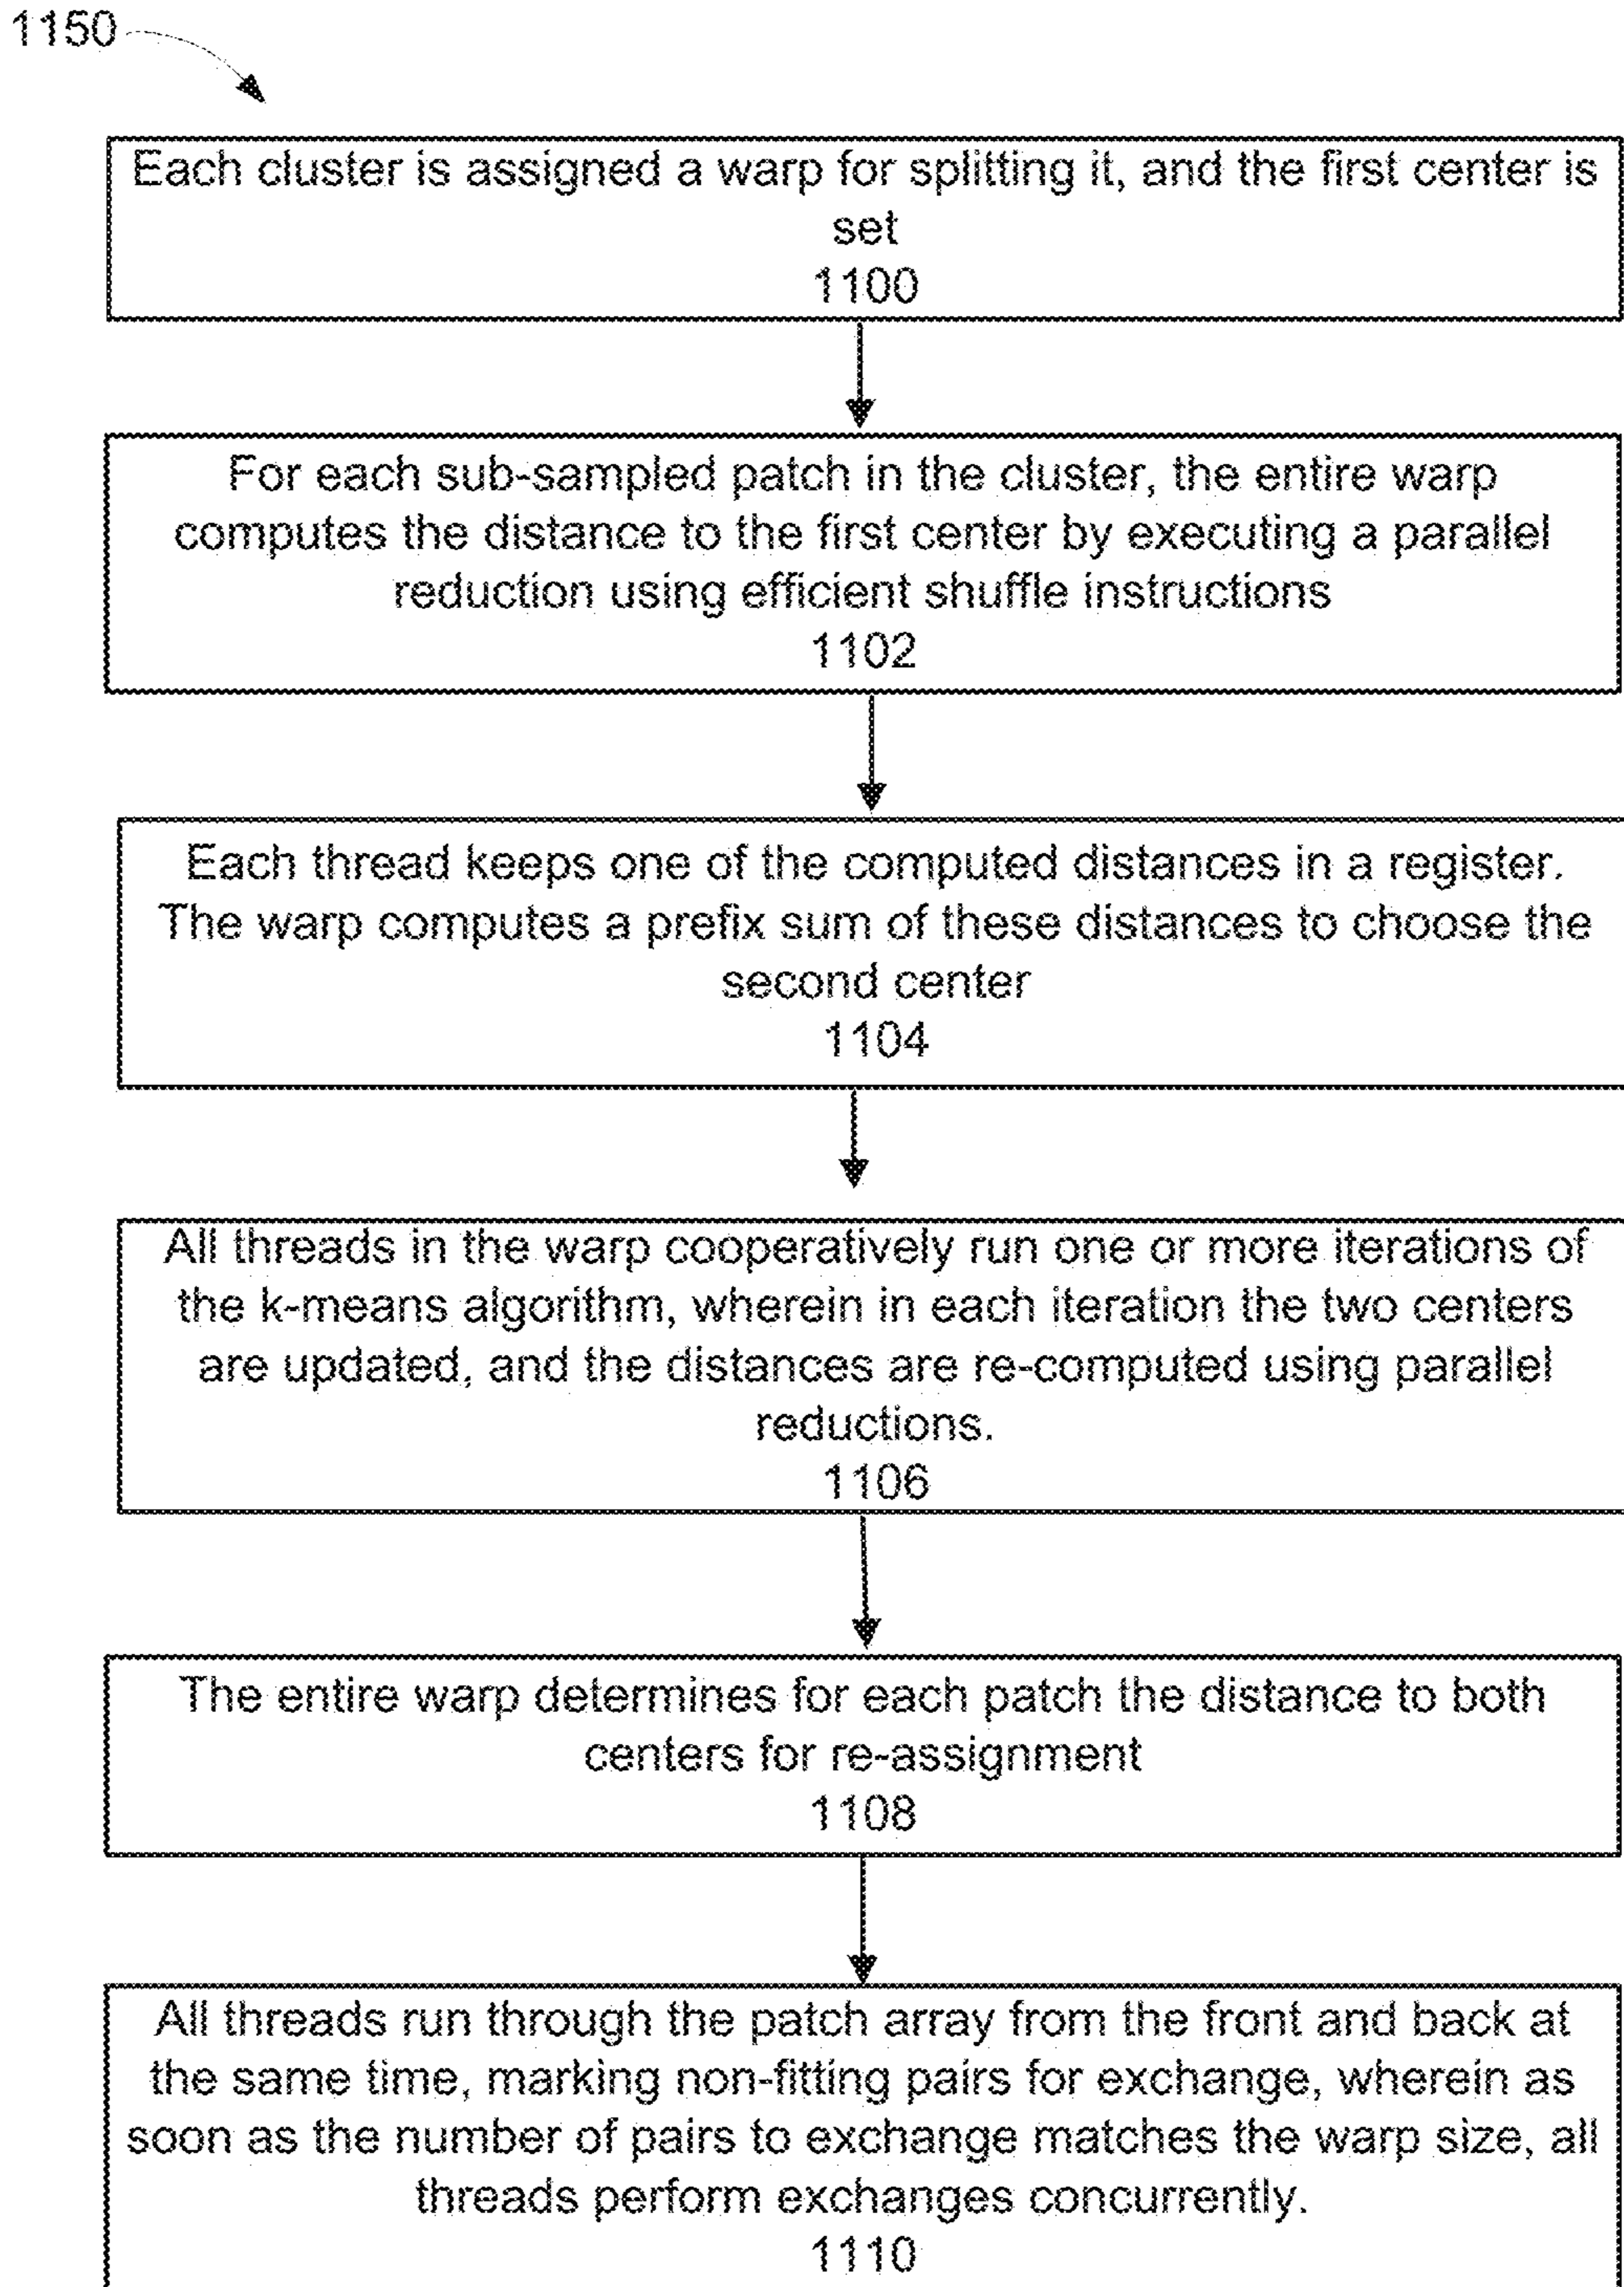 1150
Each cluster is assigned a warp for splitting it, and the first center is
set
1100
For each sub-sampled patch in the cluster, the entire warp
computes the distance to the first center by executing a parallel
reduction using efficient shuffle instructions
1102
Each thread keeps one of the computed distances in a register.
The warp computes a prefix sum of these distances to choose the
second center
1104
All threads in the warp cooperatively run one or more iterations of
the k-means algorithm, wherein in each iteration the two centers
are updated, and the distances are re-computed using parallel
reductions.
1106
The entire warp determines for each patch the distance to both
centers for re-assignment
1108
All threads run through the patch array from the front and back at
the same time, marking non-fitting pairs for exchange, wherein as
soon as the number of pairs to exchange matches the warp size, all
threads perform exchanges concurrently.
1110